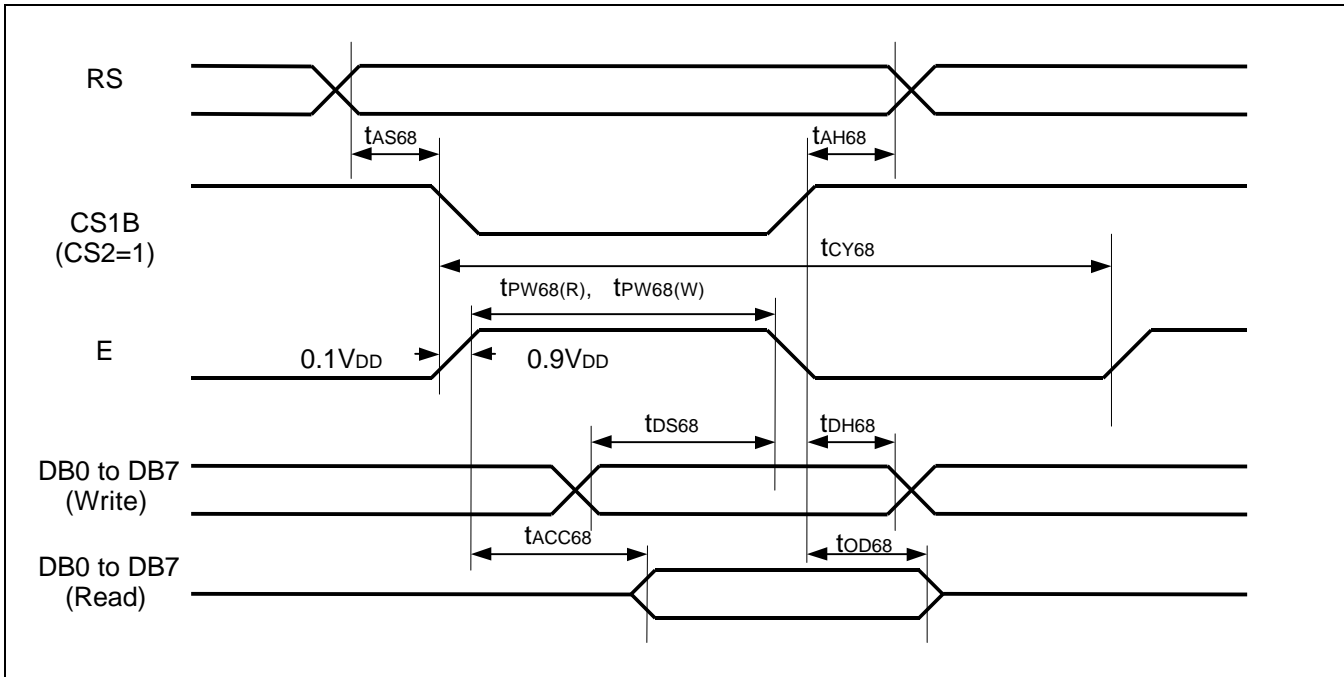 RS
tAS68
tAH68
CS1B
(CS2=1)
tCY68
tPW68(R), tPW68(W)
E
0.1VDD
0.9VDD
tDS68
tDH68
DB0 to DB7
(Write)
tACC68
tOD68
DB0 to DB7
(Read)